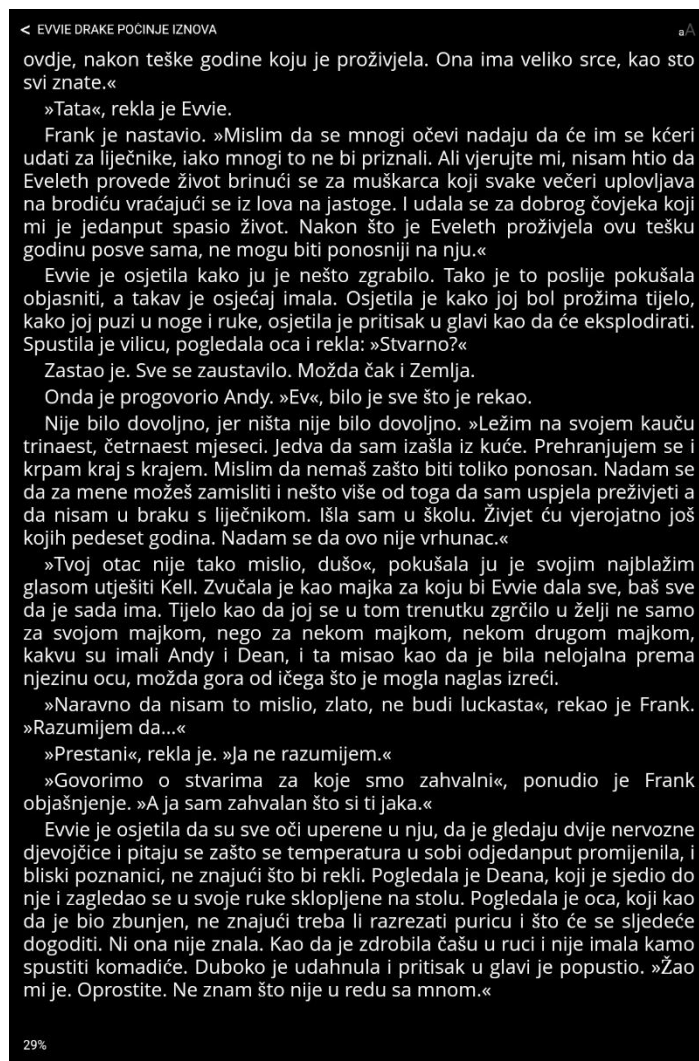 < EVVIE DRAKE POČINJE IZNOVA
aA
ovdje, nakon teške godine koju je proživjela. Ona ima veliko srce, kao što
svi znate.«
»Tata«, rekla je Evvie.
Frank je nastavio. »Mislim da se mnogi očevi nadaju da će im se kćeri
udati za liječnike, iako mnogi to ne bi priznali. Ali vjerujte mi, nisam htio da
Eveleth provede život brinući se za muškarca koji svake večeri uplovljava
na brodiću vraćajući se iz lova na jastoge. I udala se za dobrog čovjeka koji
mi je jedanput spasio život. Nakon što je Eveleth proživjela ovu tešku
godinu posve sama, ne mogu biti ponosniji na nju.«
Evvie je osjetila kako ju je nešto zgrabilo. Tako je to poslije pokušala
objasniti, a takav je osjećaj imala. Osjetila je kako joj bol prožima tijelo,
kako joj puzi u noge i ruke, osjetila je pritisak u glavi kao da će eksplodirati.
Spustila je vilicu, pogledala oca i rekla: »Stvarno?«
Zastao je. Sve se zaustavilo. Možda čak i Zemlja.
Onda je progovorio Andy. »Ev«, bilo je sve što je rekao.
Nije bilo dovoljno, jer ništa nije bilo dovoljno. »Ležim na svojem kauču
trinaest, četrnaest mjeseci. Jedva da sam izašla iz kuće. Prehranjujem se i
krpam kraj s krajem. Mislim da nemaš zašto biti toliko ponosan. Nadam se
da za mene možeš zamisliti i nešto više od toga da sam uspjela preživjeti a
da nisam u braku s liječnikom. Išla sam u školu. Živjet ću vjerojatno još
kojih pedeset godina. Nadam se da ovo nije vrhunac.«
»Tvoj otac nije tako mislio, dušo«, pokušala ju je svojim najblažim
glasom utješiti Kell. Zvučala je kao majka za koju bi Evvie dala sve, baš sve
da je sada ima. Tijelo kao da joj se u tom trenutku zgrčilo u želji ne samo
za svojom majkom, nego za nekom majkom, nekom drugom majkom,
kakvu su imali Andy i Dean, i ta misao kao da je bila nelojalna prema
njezinu ocu, možda gora od ičega što je mogla naglas izreći.
»Naravno da nisam to mislio, zlato, ne budi luckasta«, rekao je Frank.
»Razumijem da...«
»Prestani«, rekla je. »Ja ne razumijem.«
»Govorimo o stvarima za koje smo zahvalni«, ponudio je Frank
objašnjenje. »A ja sam zahvalan što si ti jaka.«
Evvie je osjetila da su sve oči uperene u nju, da je gledaju dvije nervozne
djevojčice i pitaju se zašto se temperatura u sobi odjedanput promijenila, i
bliski poznanici, ne znajući što bi rekli. Pogledala je Deana, koji je sjedio do
nje i zagledao se u svoje ruke sklopljene na stolu. Pogledala je oca, koji kao
da je bio zbunjen, ne znajući treba li razrezati puricu i što će se sljedeće
dogoditi. Ni ona nije znala. Kao da je zdrobila čašu u ruci i nije imala kamo
spustiti komadiće. Duboko je udahnula i pritisak u glavi je popustio. »Žao
mi je. Oprostite. Ne znam što nije u redu sa mnom.«
29%